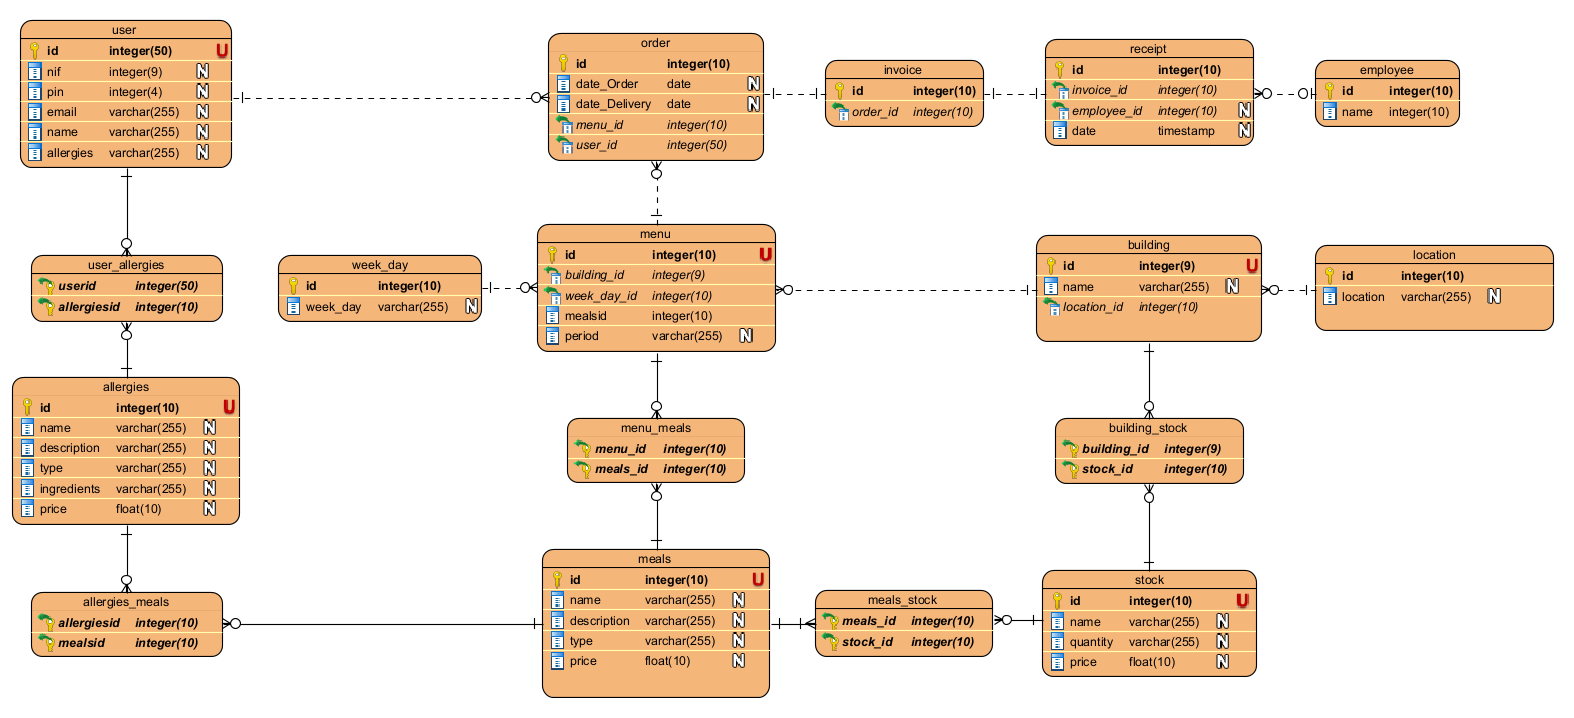 user
id integer(50) U
nif integer(9) N
pin integer(4) N
email varchar(255) N
name varchar(255) N
allergies varchar(255) N
order
id integer(10)
date_Order date N
date_Delivery date N
menu_id integer(10)
user_id integer(50)
invoice
id integer(10)
order_id integer(10)
receipt
id integer(10)
invoice_id integer(10)
employee_id integer(10) N
date timestamp N
employee
id integer(10)
name integer(10)
user_allergies
userid integer(50)
allergiesid integer(10)
week_day
id integer(10)
week_day varchar(255) N
menu
id integer(10) U
building_id integer(9)
week_day_id integer(10)
mealsid integer(10)
period varchar(255) N
building
id integer(9) U
name varchar(255) N
location_id integer(10)
location
id integer(10)
location varchar(255) N
allergies
id integer(10) U
name varchar(255) N
description varchar(255) N
type varchar(255) N
ingredients varchar(255) N
price float(10) N
menu_meals
menu_id integer(10)
meals_id integer(10)
building_stock
building_id integer(9)
stock_id integer(10)
allergies_meals
allergiesid integer(10)
mealsid integer(10)
meals
id integer(10) U
name varchar(255) N
description varchar(255) N
type varchar(255) N
price float(10) N
meals_stock
meals_id integer(10)
stock_id integer(10)
stock
id integer(10) U
name varchar(255) N
quantity varchar(255) N
price float(10) N